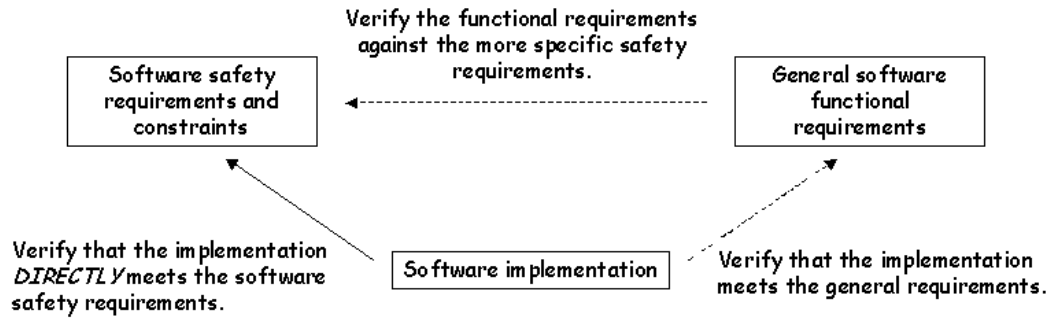 Verify the functional requirements
against the more specific safety
requirements.
Software safety
requirements and
constraints
General software
functional
requirements
Verify that the implementation
DIRECTLY meets the software
safety requirements.
Software implementation
Verify that the implementation
meets the general requirements.